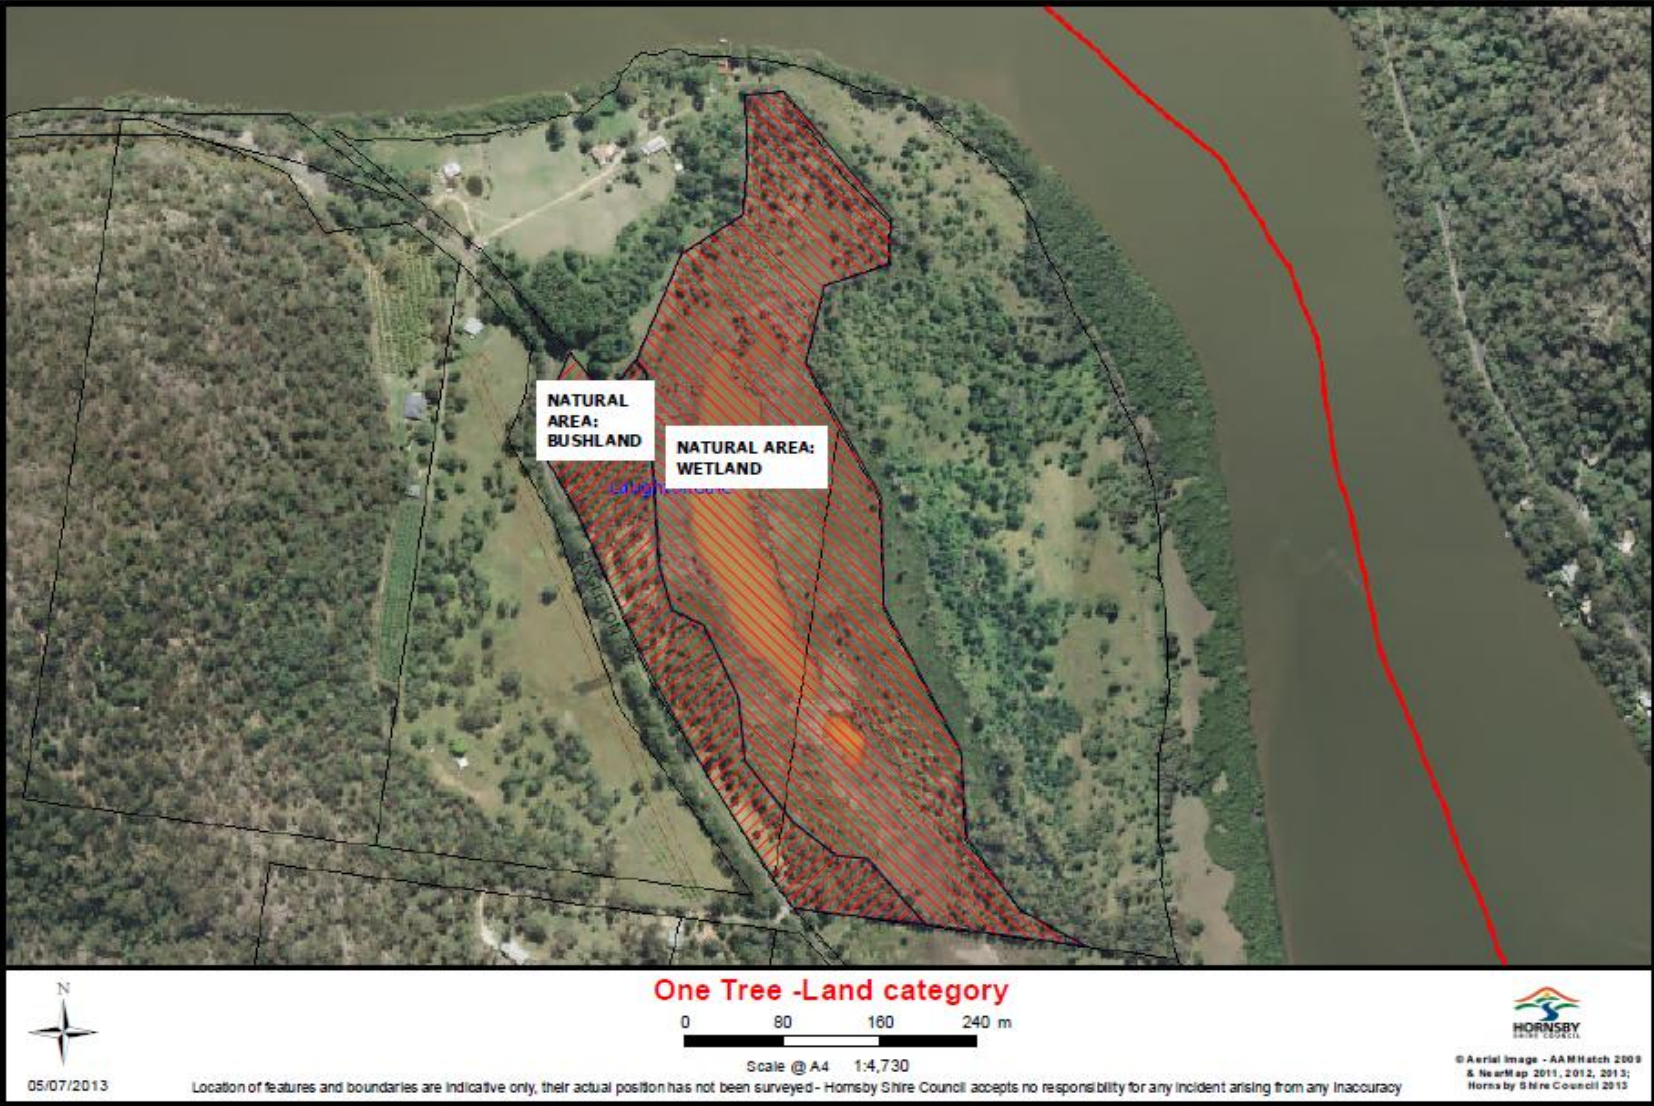 NATURAL
AREA:
BUSHLAND
NATURAL AREA:
WETLAND
One Tree -Land category
0 80 160 240 m
Scale @ A4 1:4,730
N
05/07/2013
Location of features and boundaries are indicative only, their actual position has not been surveyed - Hornsby Shire Council accepts no responsibility for any incident arising from any inaccuracy
HORNSBY
SHIRE COUNCIL
© Aerial Image - AAMHatch 2009
& NearMap 2011, 2012, 2013;
Hornsby Shire Council 2013